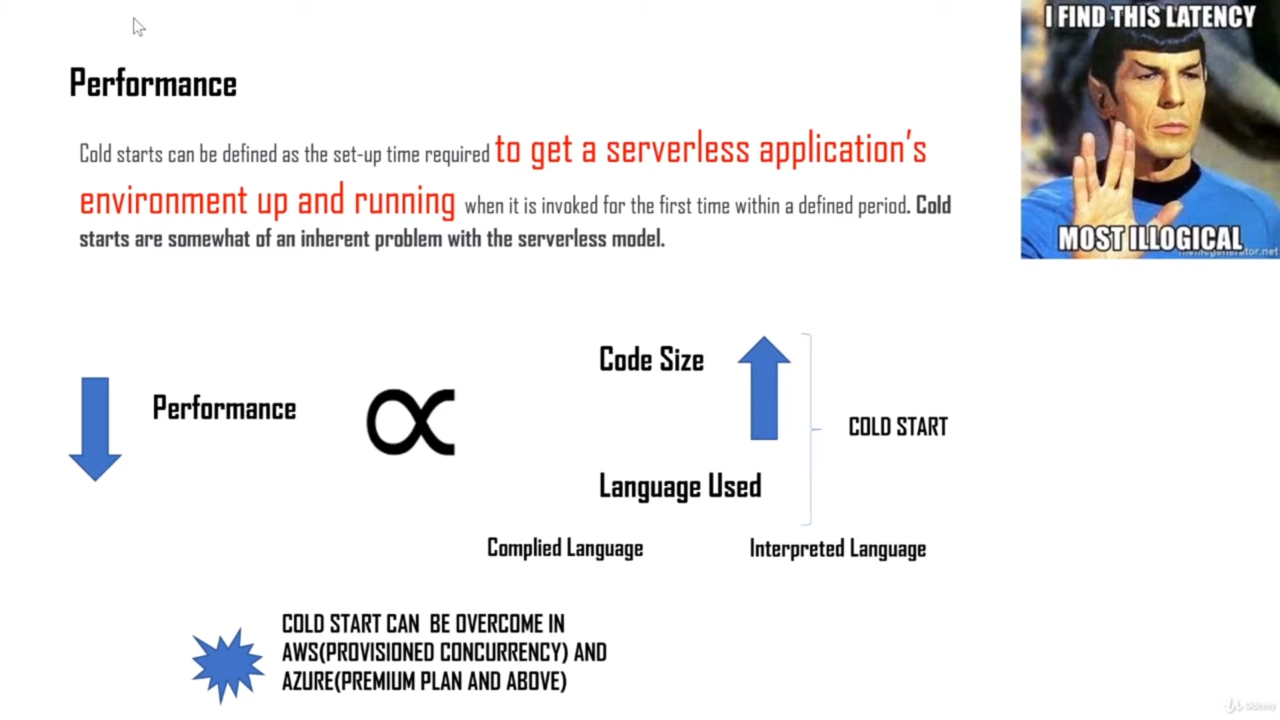 I FIND THIS LATENCY
MOST ILLOGICAL
memegenerator.net
Performance
Cold starts can be defined as the set-up time required to get a serverless application's
environment up and running when it is invoked for the first time within a defined period. Cold
starts are somewhat of an inherent problem with the serverless model.
Code Size
Performance
∝
COLD START
Language Used
Complied Language
Interpreted Language
COLD START CAN BE OVERCOME IN
AWS(PROVISIONED CONCURRENCY) AND
AZURE(PREMIUM PLAN AND ABOVE)
Udemy